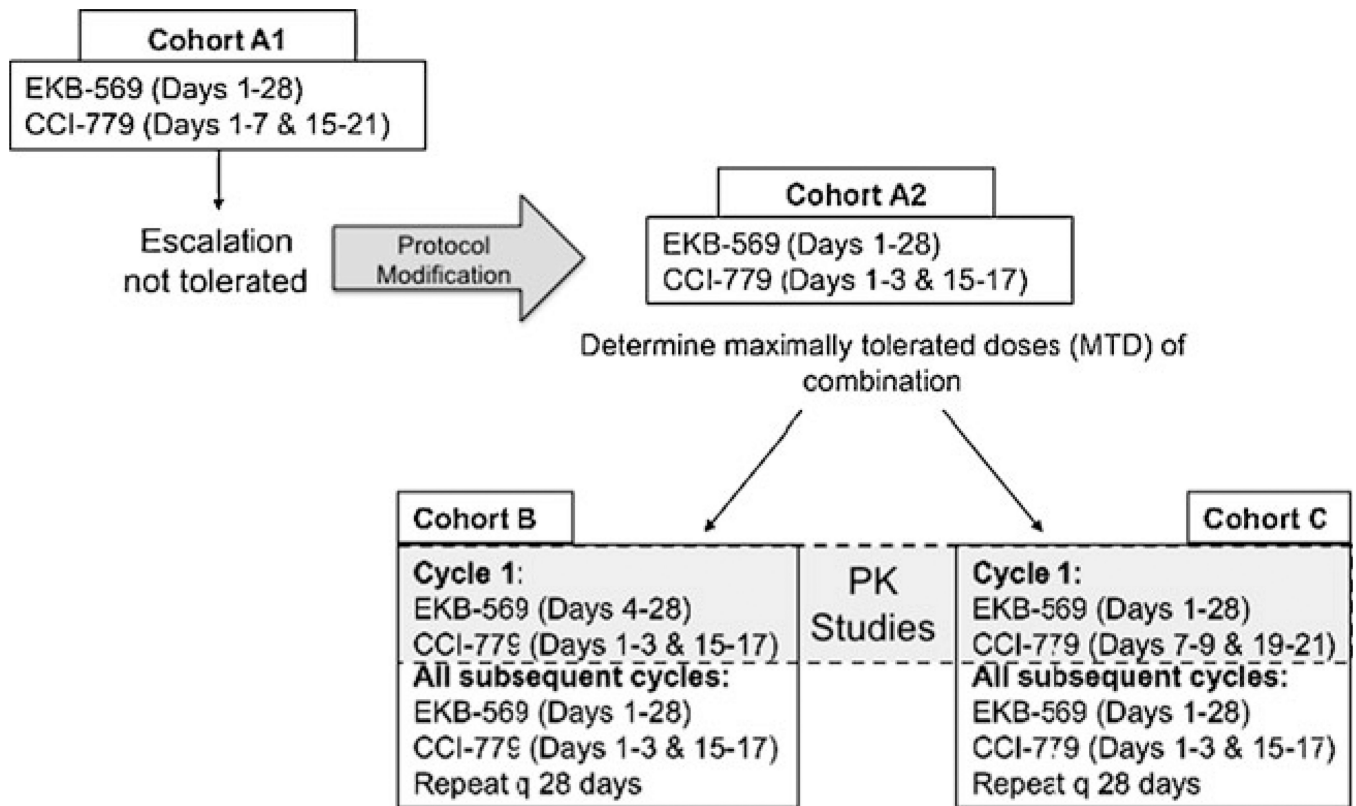 Cohort A1
EKB-569 (Days 1-28)
CCI-779 (Days 1-7 & 15-21)
Escalation
not tolerated
Protocol
Modification
Cohort A2
EKB-569 (Days 1-28)
CCI-779 (Days 1-3 & 15-17)
Determine maximally tolerated doses (MTD) of
combination
Cohort B
Cycle 1:
EKB-569 (Days 4-28)
CCI-779 (Days 1-3 & 15-17)
All subsequent cycles:
EKB-569 (Days 1-28)
CCI-779 (Days 1-3 & 15-17)
Repeat q 28 days
PK
Studies
Cohort C
Cycle 1:
EKB-569 (Days 1-28)
CCI-779 (Days 7-9 & 19-21)
All subsequent cycles:
EKB-569 (Days 1-28)
CCI-779 (Days 1-3 & 15-17)
Repeat q 28 days